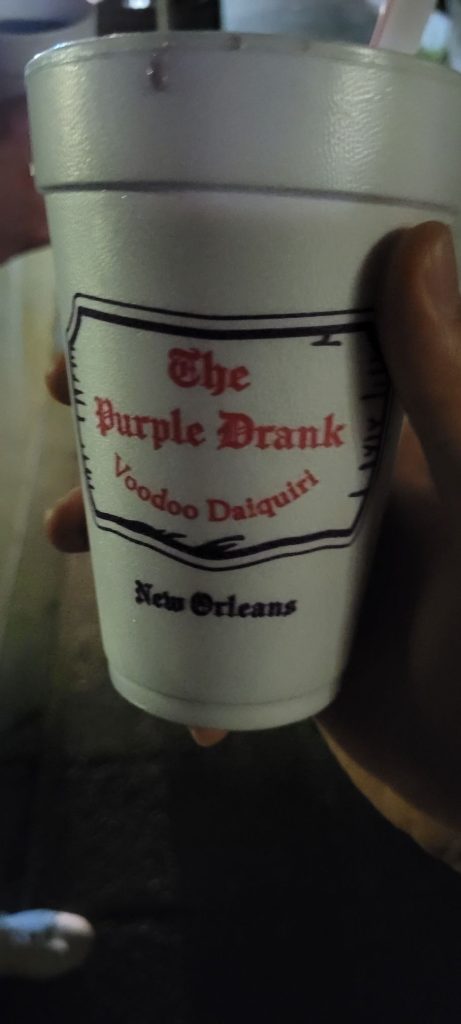 The
Purple Drank
Voodoo Daiquiri
New Orleans